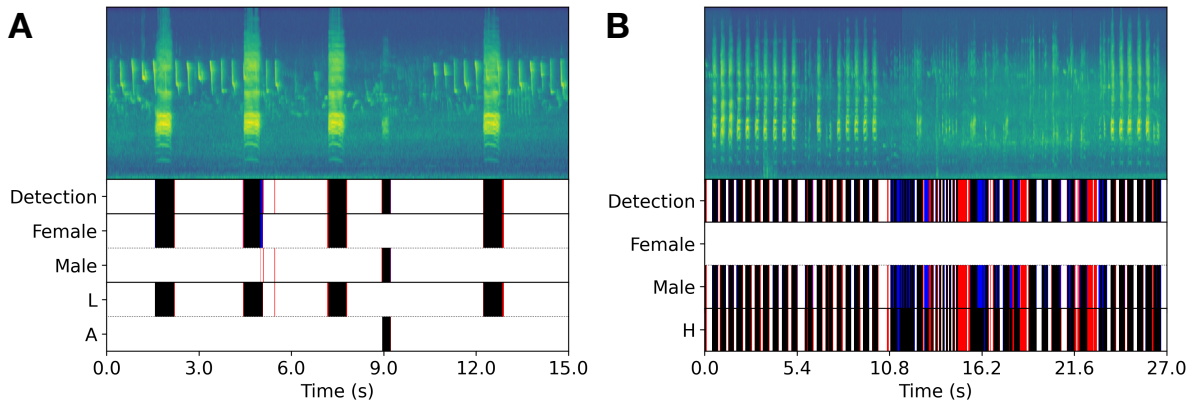 A
B
Detection
Female
Male
L
A
0.0 3.0 6.0 9.0 12.0 15.0
Time (s)
Detection
Female
Male
H
0.0 5.4 10.8 16.2 21.6 27.0
Time (s)